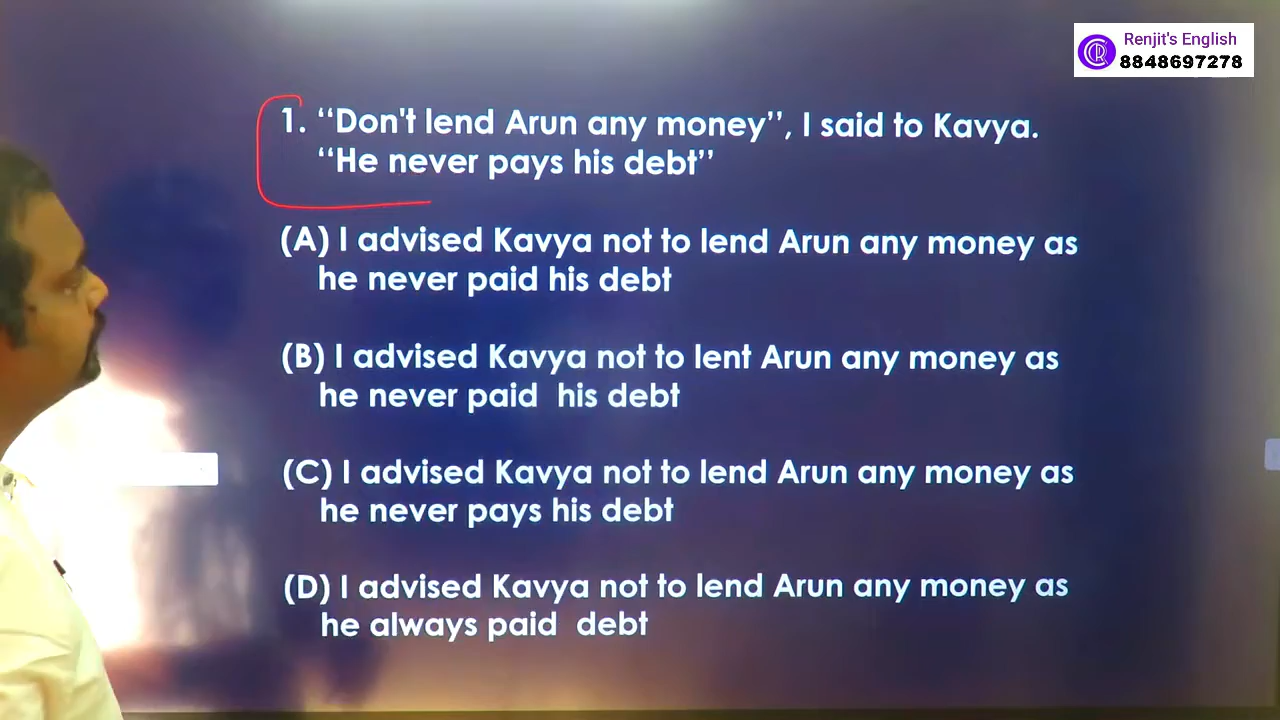 Renjit's English
8848697278
1. “Don't lend Arun any money”, I said to Kavya.
“He never pays his debt”
(A) I advised Kavya not to lend Arun any money as
he never paid his debt
(B) I advised Kavya not to lent Arun any money as
he never paid his debt
(C) I advised Kavya not to lend Arun any money as
he never pays his debt
(D) I advised Kavya not to lend Arun any money as
he always paid debt